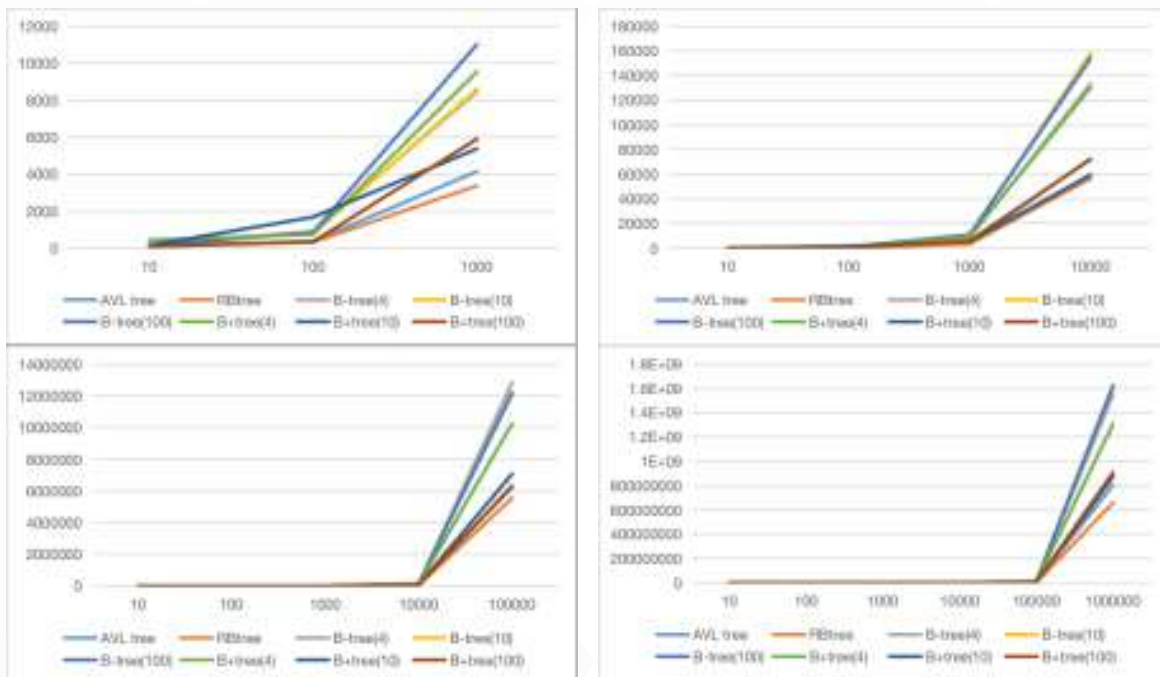 12000
10000
8000
6000
4000
2000
0
10 100 1000
AVL tree RBtree B-tree(4) B-tree(10)
B-tree(100) B+tree(4) B+tree(10) B+tree(100)
180000
160000
140000
120000
100000
80000
60000
40000
20000
0
10 100 1000 10000
AVL tree RBtree B-tree(4) B-tree(10)
B-tree(100) B+tree(4) B+tree(10) B+tree(100)
14000000
12000000
10000000
8000000
6000000
4000000
2000000
0
10 100 1000 10000 100000
AVL tree RBtree B-tree(4) B-tree(10)
B-tree(100) B+tree(4) B+tree(10) B+tree(100)
1.8E+09
1.6E+09
1.4E+09
1.2E+09
1E+09
800000000
600000000
400000000
200000000
0
10 100 1000 10000 100000 1000000
AVL tree RBtree B-tree(4) B-tree(10)
B-tree(100) B+tree(4) B+tree(10) B+tree(100)